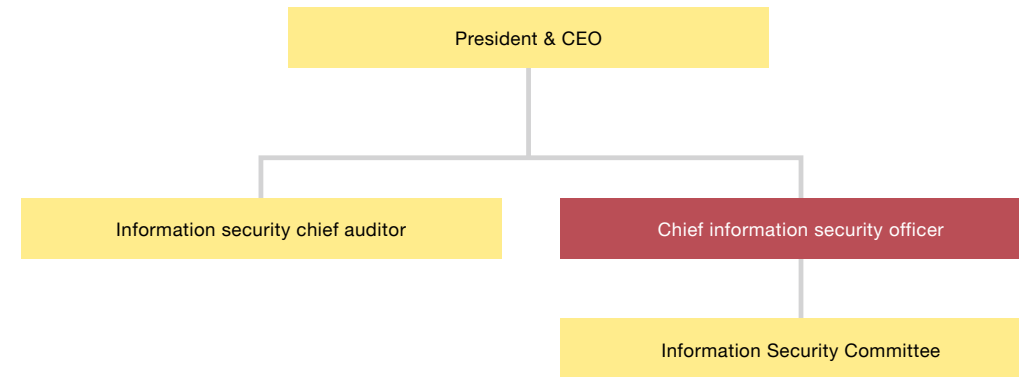 President & CEO
Information security chief auditor
Chief information security officer
Information Security Committee